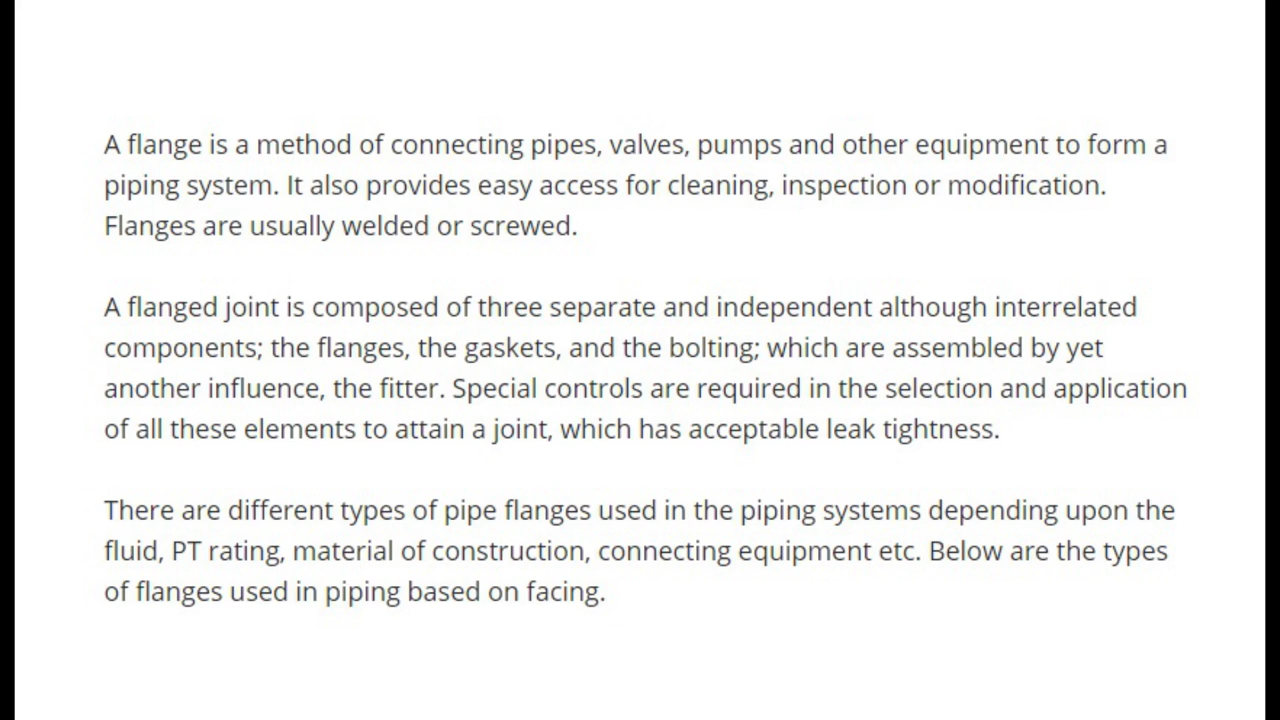 A flange is a method of connecting pipes, valves, pumps and other equipment to form a
piping system. It also provides easy access for cleaning, inspection or modification.
Flanges are usually welded or screwed.
A flanged joint is composed of three separate and independent although interrelated
components; the flanges, the gaskets, and the bolting; which are assembled by yet
another influence, the fitter. Special controls are required in the selection and application
of all these elements to attain a joint, which has acceptable leak tightness.
There are different types of pipe flanges used in the piping systems depending upon the
fluid, PT rating, material of construction, connecting equipment etc. Below are the types
of flanges used in piping based on facing.